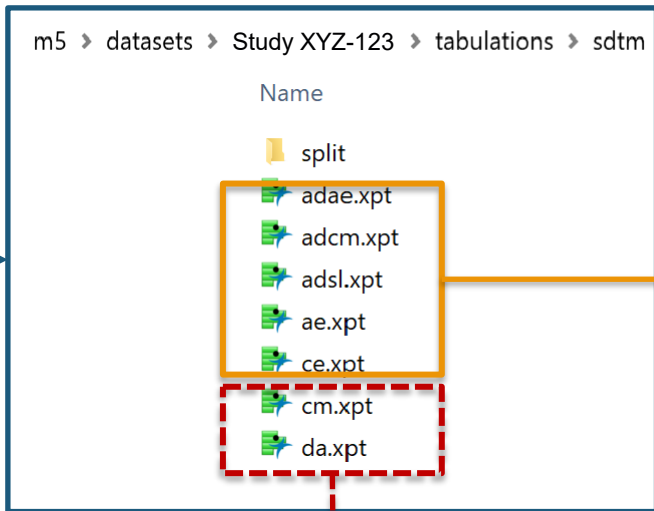 m5 > datasets > Study XYZ-123 > tabulations > sdtm
Name
split
adae.xpt
adcm.xpt
adsl.xpt
ae.xpt
ce.xpt
cm.xpt
da.xpt